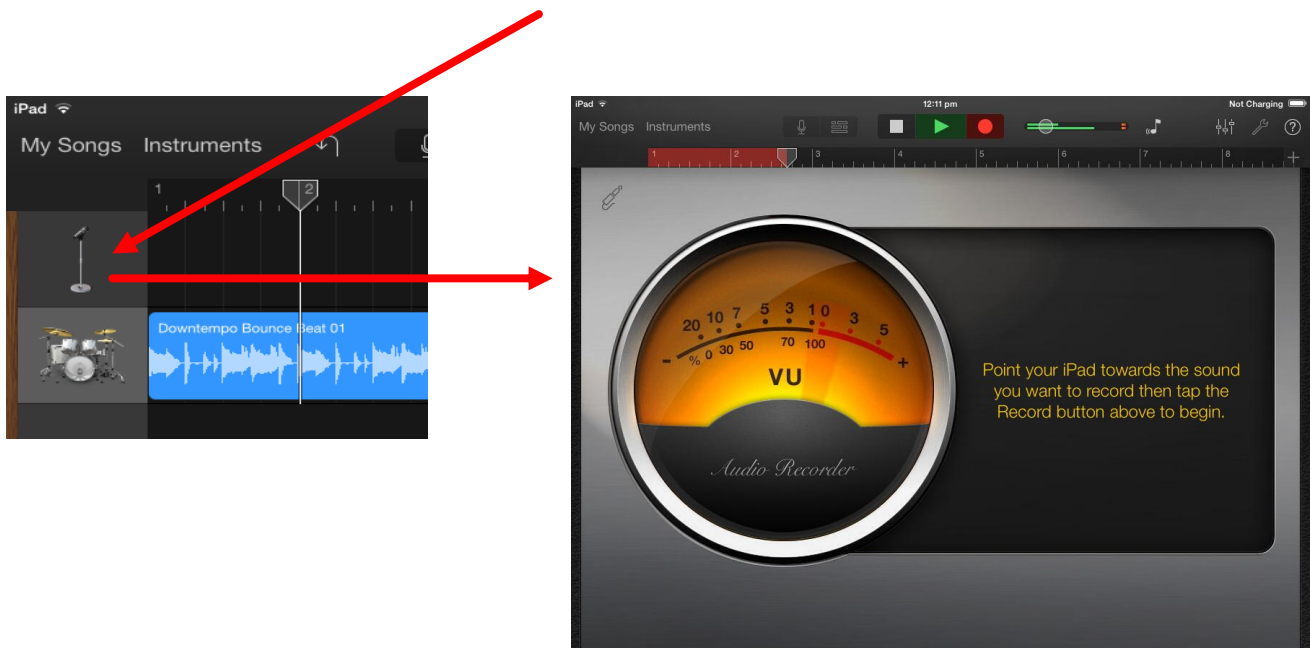 iPad
My Songs Instruments
1 2
Downtempo Bounce Beat 01
iPad 12:11 pm Not Charging
My Songs Instruments
1 2 3 4 5 6 7 8
20 10 7 5 3 1 0 3 5
- % 0 30 50 70 100 +
VU
Audio Recorder
Point your iPad towards the sound
you want to record then tap the
Record button above to begin.